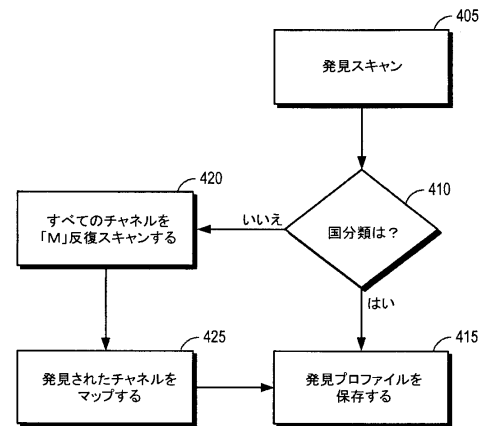 405
発見スキャン
410
国分類は？
いいえ
はい
420
すべてのチャネルを
「M」反復スキャンする
425
発見されたチャネルを
マップする
415
発見プロファイルを
保存する